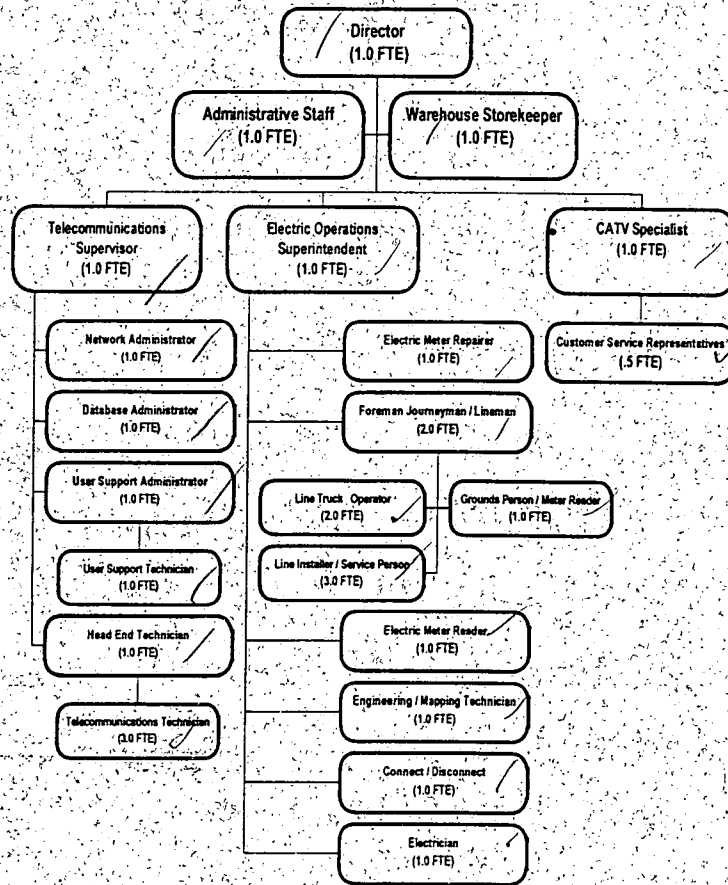 Director
(1.0 FTE)
Administrative Staff
(1.0 FTE)
Warehouse Storekeeper
(1.0 FTE)
Telecommunications
Supervisor
(1.0 FTE)
Electric Operations
Superintendent
(1.0 FTE)
CATV Specialist
(1.0 FTE)
Network Administrator
(1.0 FTE)
Database Administrator
(1.0 FTE)
User Support Administrator
(1.0 FTE)
User Support Technician
(1.0 FTE)
Head End Technician
(1.0 FTE)
Telecommunications Technician
(3.0 FTE)
Electric Meter Repairer
(1.0 FTE)
Foreman Journeyman / Lineman
(2.0 FTE)
Line Truck Operator
(2.0 FTE)
Grounds Person / Meter Reader
(1.0 FTE)
Line Installer / Service Person
(3.0 FTE)
Electric Meter Reader
(1.0 FTE)
Engineering / Mapping Technician
(1.0 FTE)
Connect / Disconnect
(1.0 FTE)
Electrician
(1.0 FTE)
Customer Service Representatives
(.5 FTE)